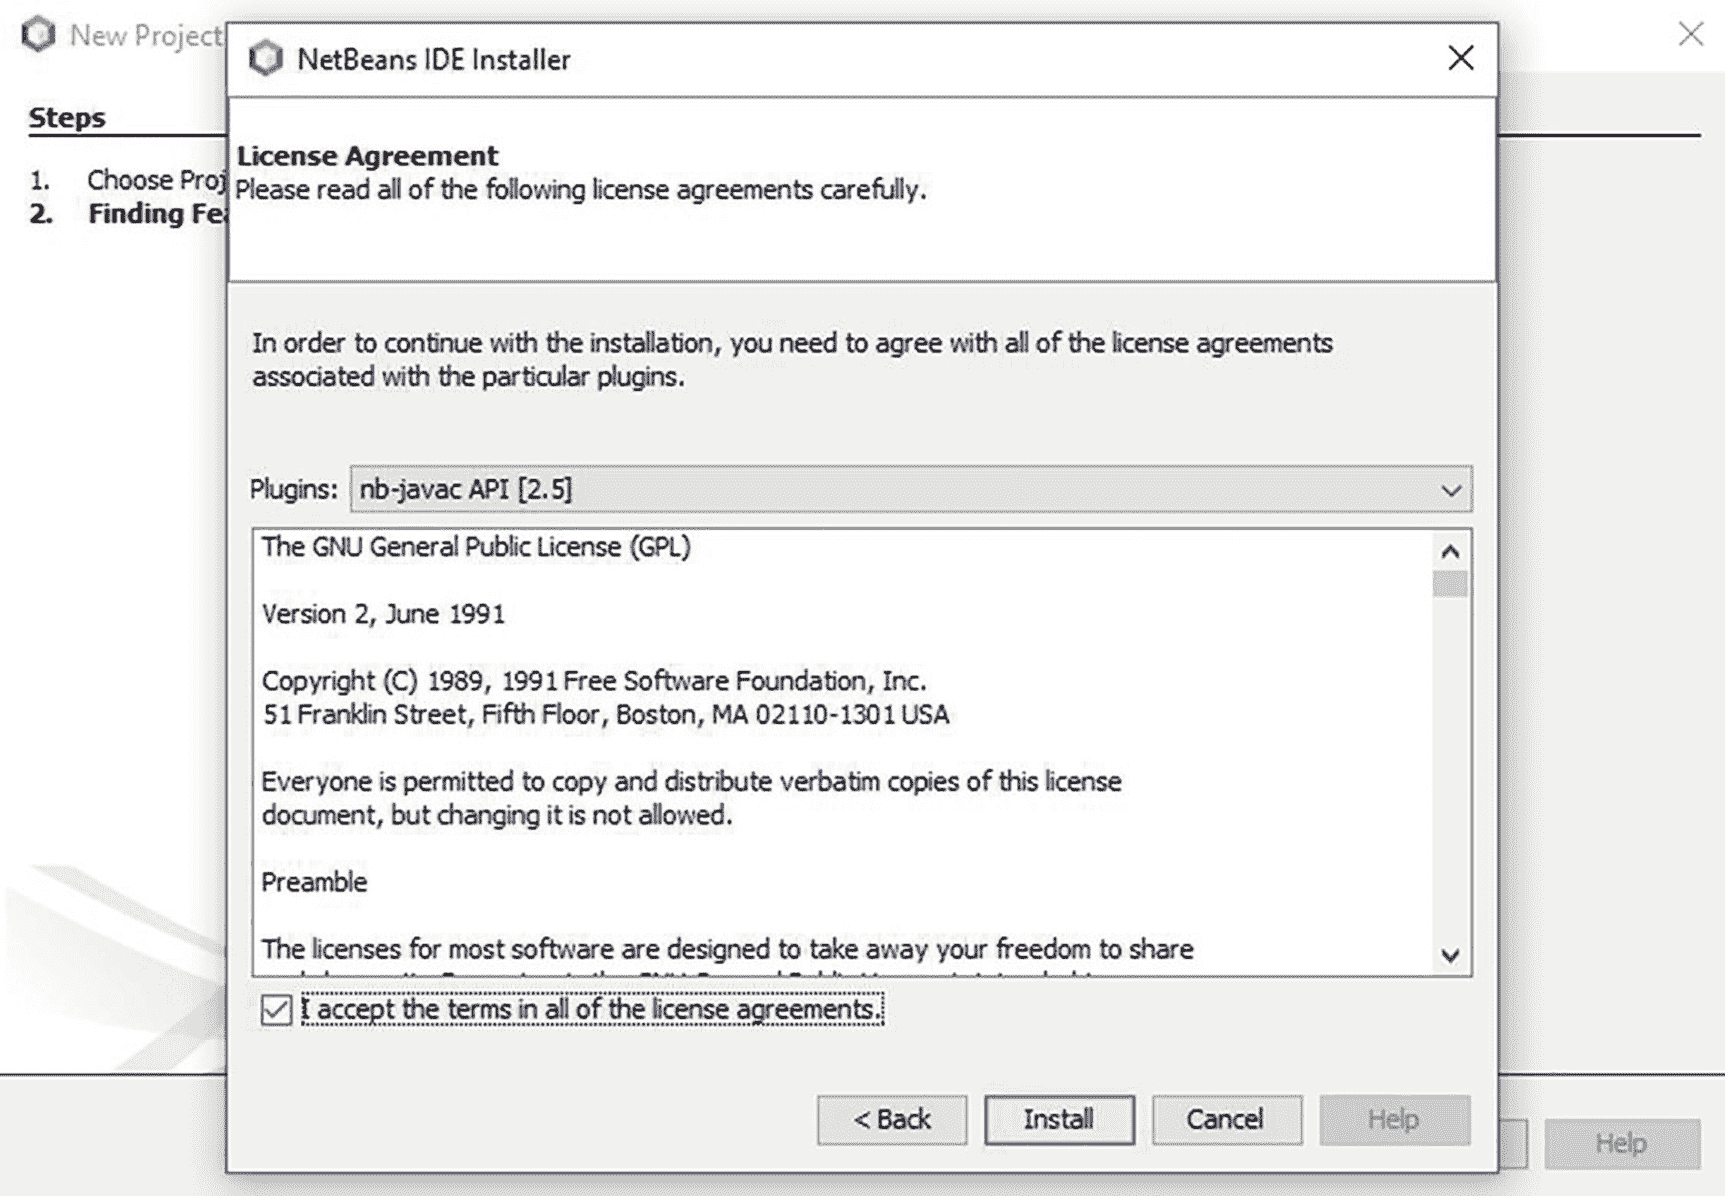 New Project
NetBeans IDE Installer
Steps
1. Choose Proj
2. Finding Fea
License Agreement
Please read all of the following license agreements carefully.
In order to continue with the installation, you need to agree with all of the license agreements
associated with the particular plugins.
Plugins: nb-javac API [2.5]
The GNU General Public License (GPL)
Version 2, June 1991
Copyright (C) 1989, 1991 Free Software Foundation, Inc.
51 Franklin Street, Fifth Floor, Boston, MA 02110-1301 USA
Everyone is permitted to copy and distribute verbatim copies of this license
document, but changing it is not allowed.
Preamble
The licenses for most software are designed to take away your freedom to share
I accept the terms in all of the license agreements.
< Back Install Cancel Help
Help